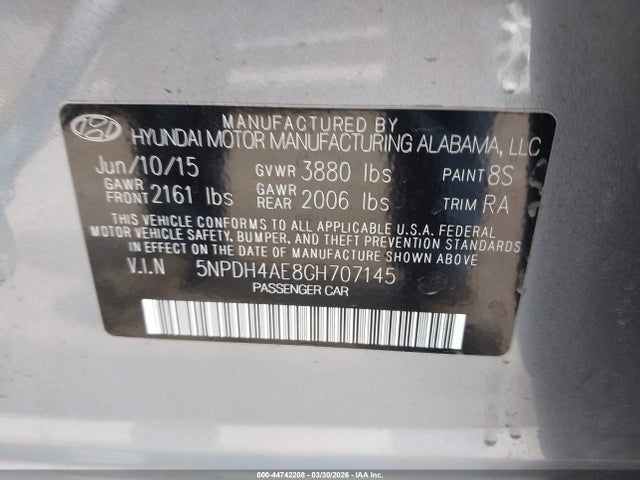 MANUFACTURED BY
HYUNDAI MOTOR MANUFACTURING ALABAMA, LLC
Jun/10/15 GVWR 3880 lbs PAINT 8S
GAWR FRONT 2161 lbs GAWR REAR 2006 lbs TRIM RA
THIS VEHICLE CONFORMS TO ALL APPLICABLE U.S.A. FEDERAL
MOTOR VEHICLE SAFETY, BUMPER, AND THEFT PREVENTION STANDARDS
IN EFFECT ON THE DATE OF MANUFACTURE SHOWN ABOVE
V.I.N 5NPDH4AE8GH707145
PASSENGER CAR
000-44742208 - 03/30/2026 - IAA Inc.